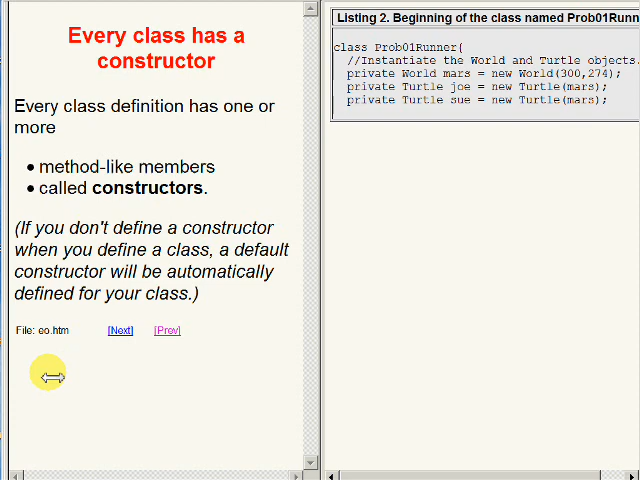 Every class has a
constructor
Every class definition has one or
more
• method-like members
• called constructors.
(If you don't define a constructor
when you define a class, a default
constructor will be automatically
defined for your class.)
File: eo.htm [Next] [Prev]
Listing 2. Beginning of the class named Prob01Runn
class Prob01Runner{
//Instantiate the World and Turtle objects.
private World mars = new World(300,274);
private Turtle joe = new Turtle(mars);
private Turtle sue = new Turtle(mars);